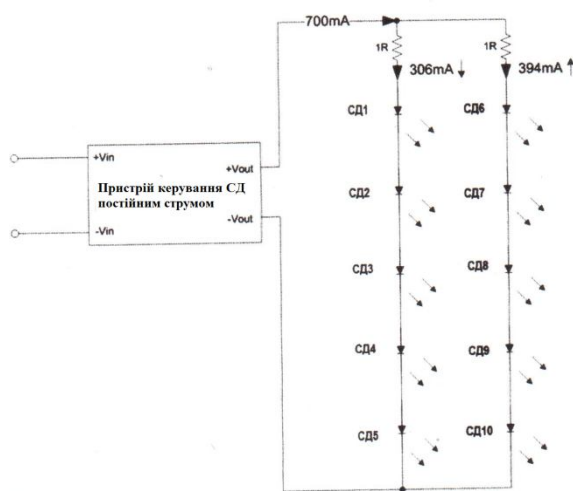 700mA
1R
1R
306mA
394mA
СД1
СД6
+Vin
+Vout
Пристрій керування СД
постійним струмом
-Vout
-Vin
СД2
СД7
СД3
СД8
СД4
СД9
СД5
СД10